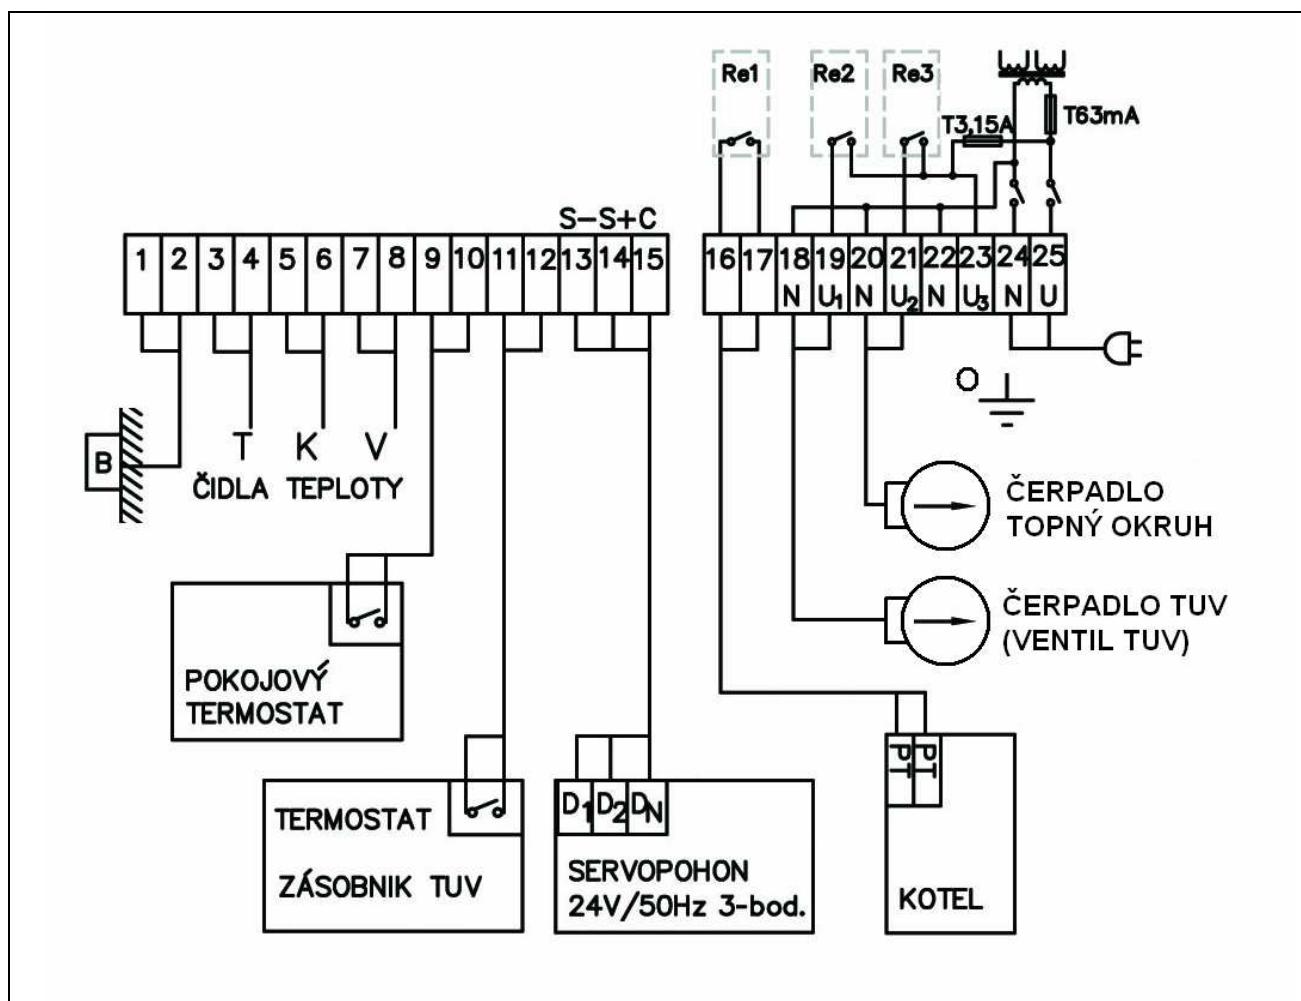 Re1 Re2 Re3
T3,15A T63mA
S-S+C
1 2 3 4 5 6 7 8 9 10 11 12 13 14 15
16 17 18 19 20 21 22 23 24 25
N U1 N U2 N U3 N U
O
B
T K V
ČIDLA TEPLOTY
ČERPADLO
TOPNÝ OKRUH
ČERPADLO TUV
(VENTIL TUV)
POKOJOVÝ
TERMOSTAT
PT PT
D1 D2 DN
TERMOSTAT
ZÁSOBNIK TUV
SERVOPOHON
24V/50Hz 3-bod.
KOTEL